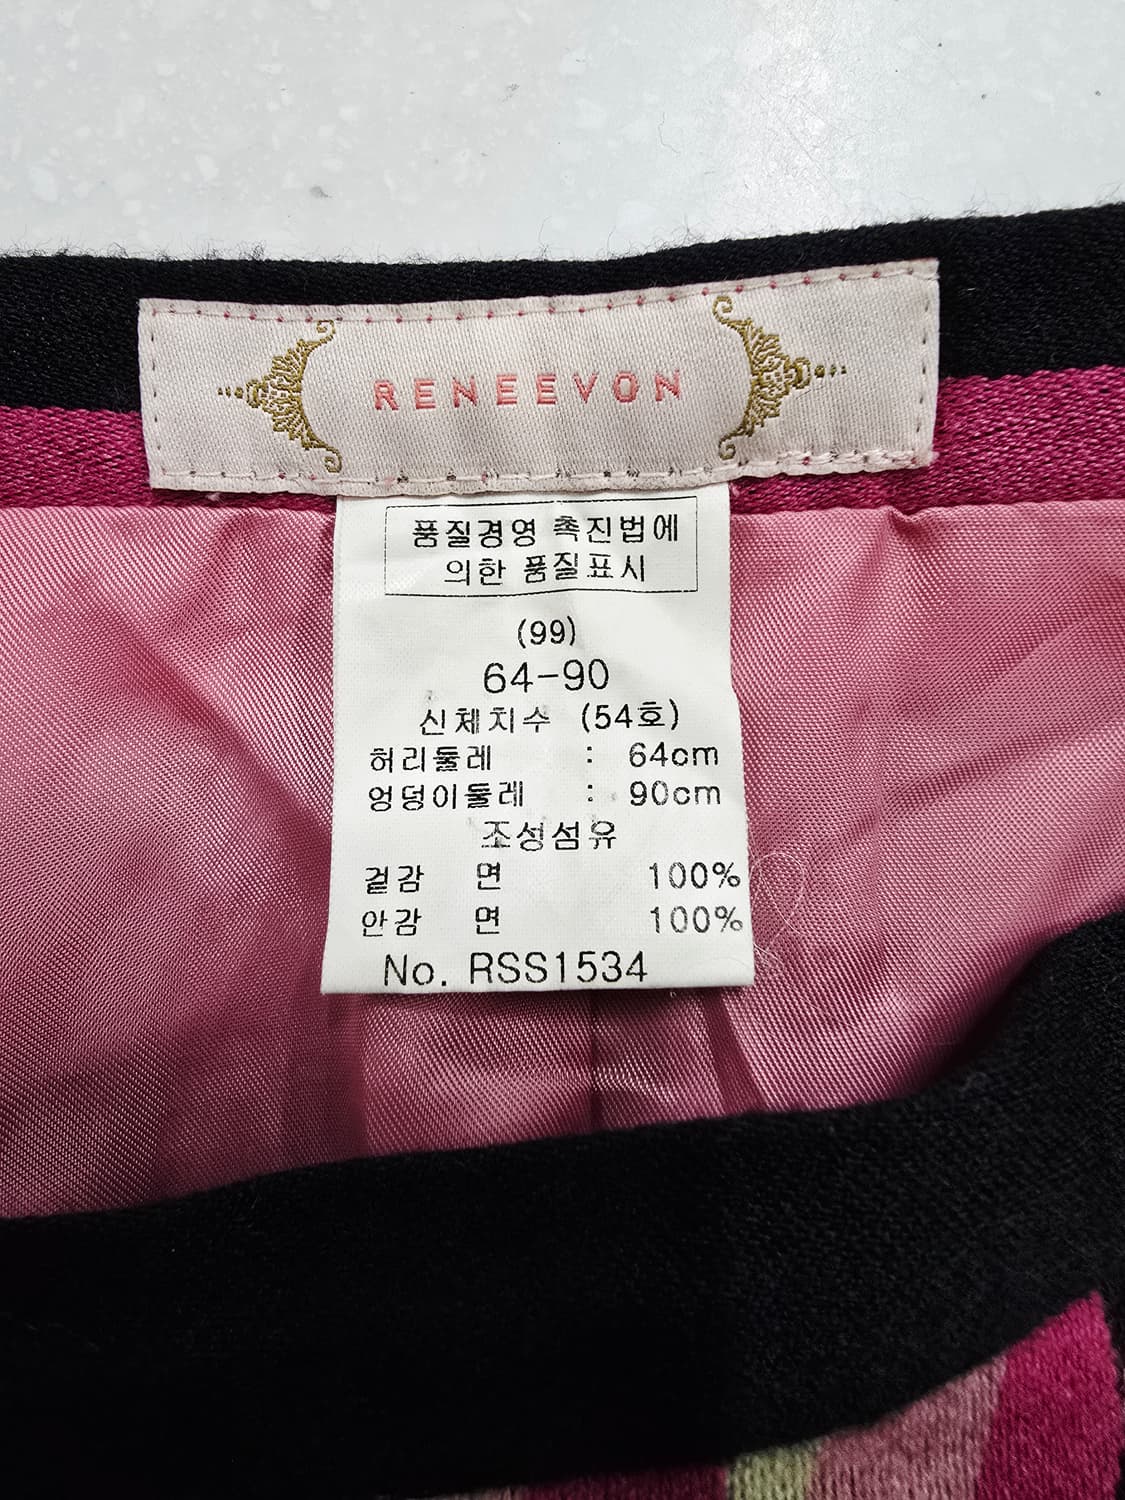 RENEEVON
품질경영 촉진법에
의한 품질표시
(99)
64-90
신체치수 (54호)
허리둘레 : 64cm
엉덩이둘레 : 90cm
조성섬유
겉감 면 100%
안감 면 100%
No. RSS1534